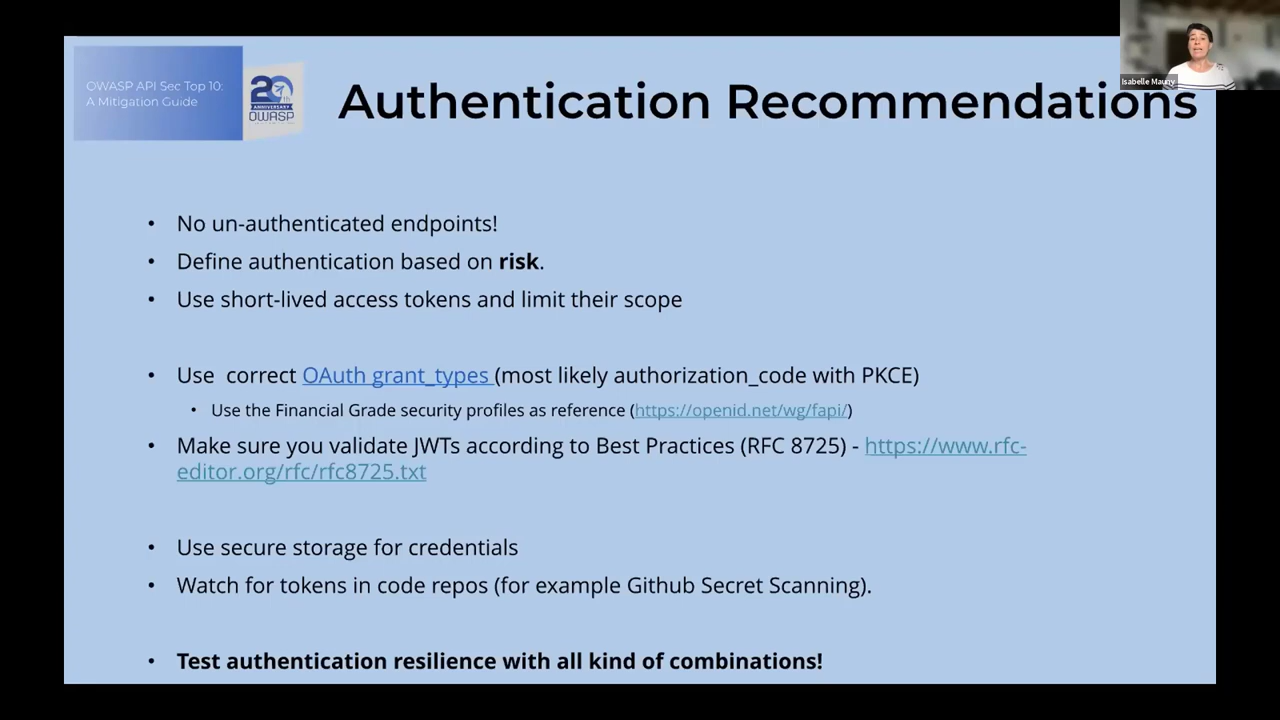 OWASP API Sec Top 10:
A Mitigation Guide
20th
ANNIVERSARY
OWASP
Authentication Recommendations
Isabelle Mauny
• No un-authenticated endpoints!
• Define authentication based on risk.
• Use short-lived access tokens and limit their scope
• Use correct OAuth grant_types (most likely authorization_code with PKCE)
• Use the Financial Grade security profiles as reference (https://openid.net/wg/fapi/)
• Make sure you validate JWTs according to Best Practices (RFC 8725) - https://www.rfc-
editor.org/rfc/rfc8725.txt
• Use secure storage for credentials
• Watch for tokens in code repos (for example Github Secret Scanning).
• Test authentication resilience with all kind of combinations!